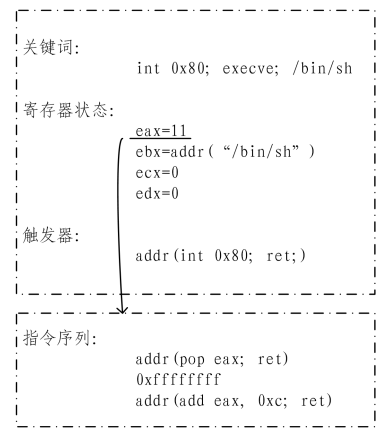 关键词:
int 0x80; execve; /bin/sh
寄存器状态:
eax=11
ebx=addr( “/bin/sh” )
ecx=0
edx=0
触发器:
addr(int 0x80; ret;)
指令序列:
addr(pop eax; ret)
0xffffffff
addr(add eax, 0xc; ret)